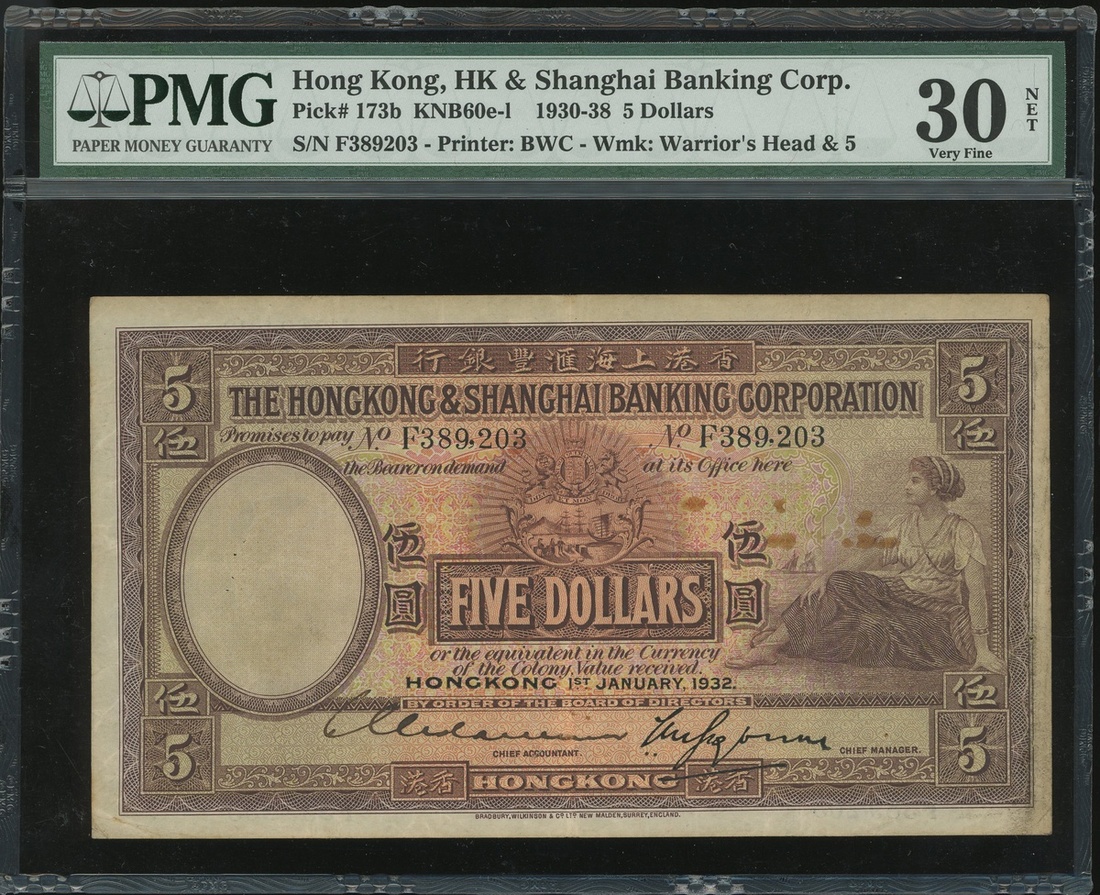 PMG
PAPER MONEY GUARANTY
Hong Kong, HK & Shanghai Banking Corp.
Pick# 173b KNB60e-l 1930-38 5 Dollars
S/N F389203 - Printer: BWC - Wmk: Warrior's Head & 5
30
NET
Very Fine
行銀豐滙海上港香
5
5
THE HONGKONG & SHANGHAI BANKING CORPORATION
伍
伍
Promises to pay No F389,203
No F389,203
the Bearer on demand
at its Office here
伍圓
伍圓
FIVE DOLLARS
or the equivalent in the Currency
of the Colony, Value received.
HONGKONG 1ST JANUARY, 1932.
BY ORDER OF THE BOARD OF DIRECTORS
伍
伍
5
5
CHIEF ACCOUNTANT.
CHIEF MANAGER.
港香 HONGKONG 港香
BRADBURY, WILKINSON & Co LTD NEW MALDEN, SURREY, ENGLAND.